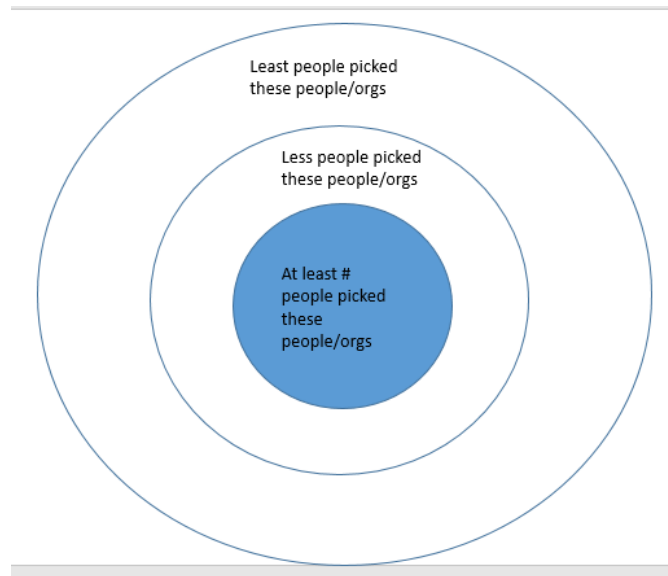 Least people picked
these people/orgs
Less people picked
these people/orgs
At least #
people picked
these
people/orgs